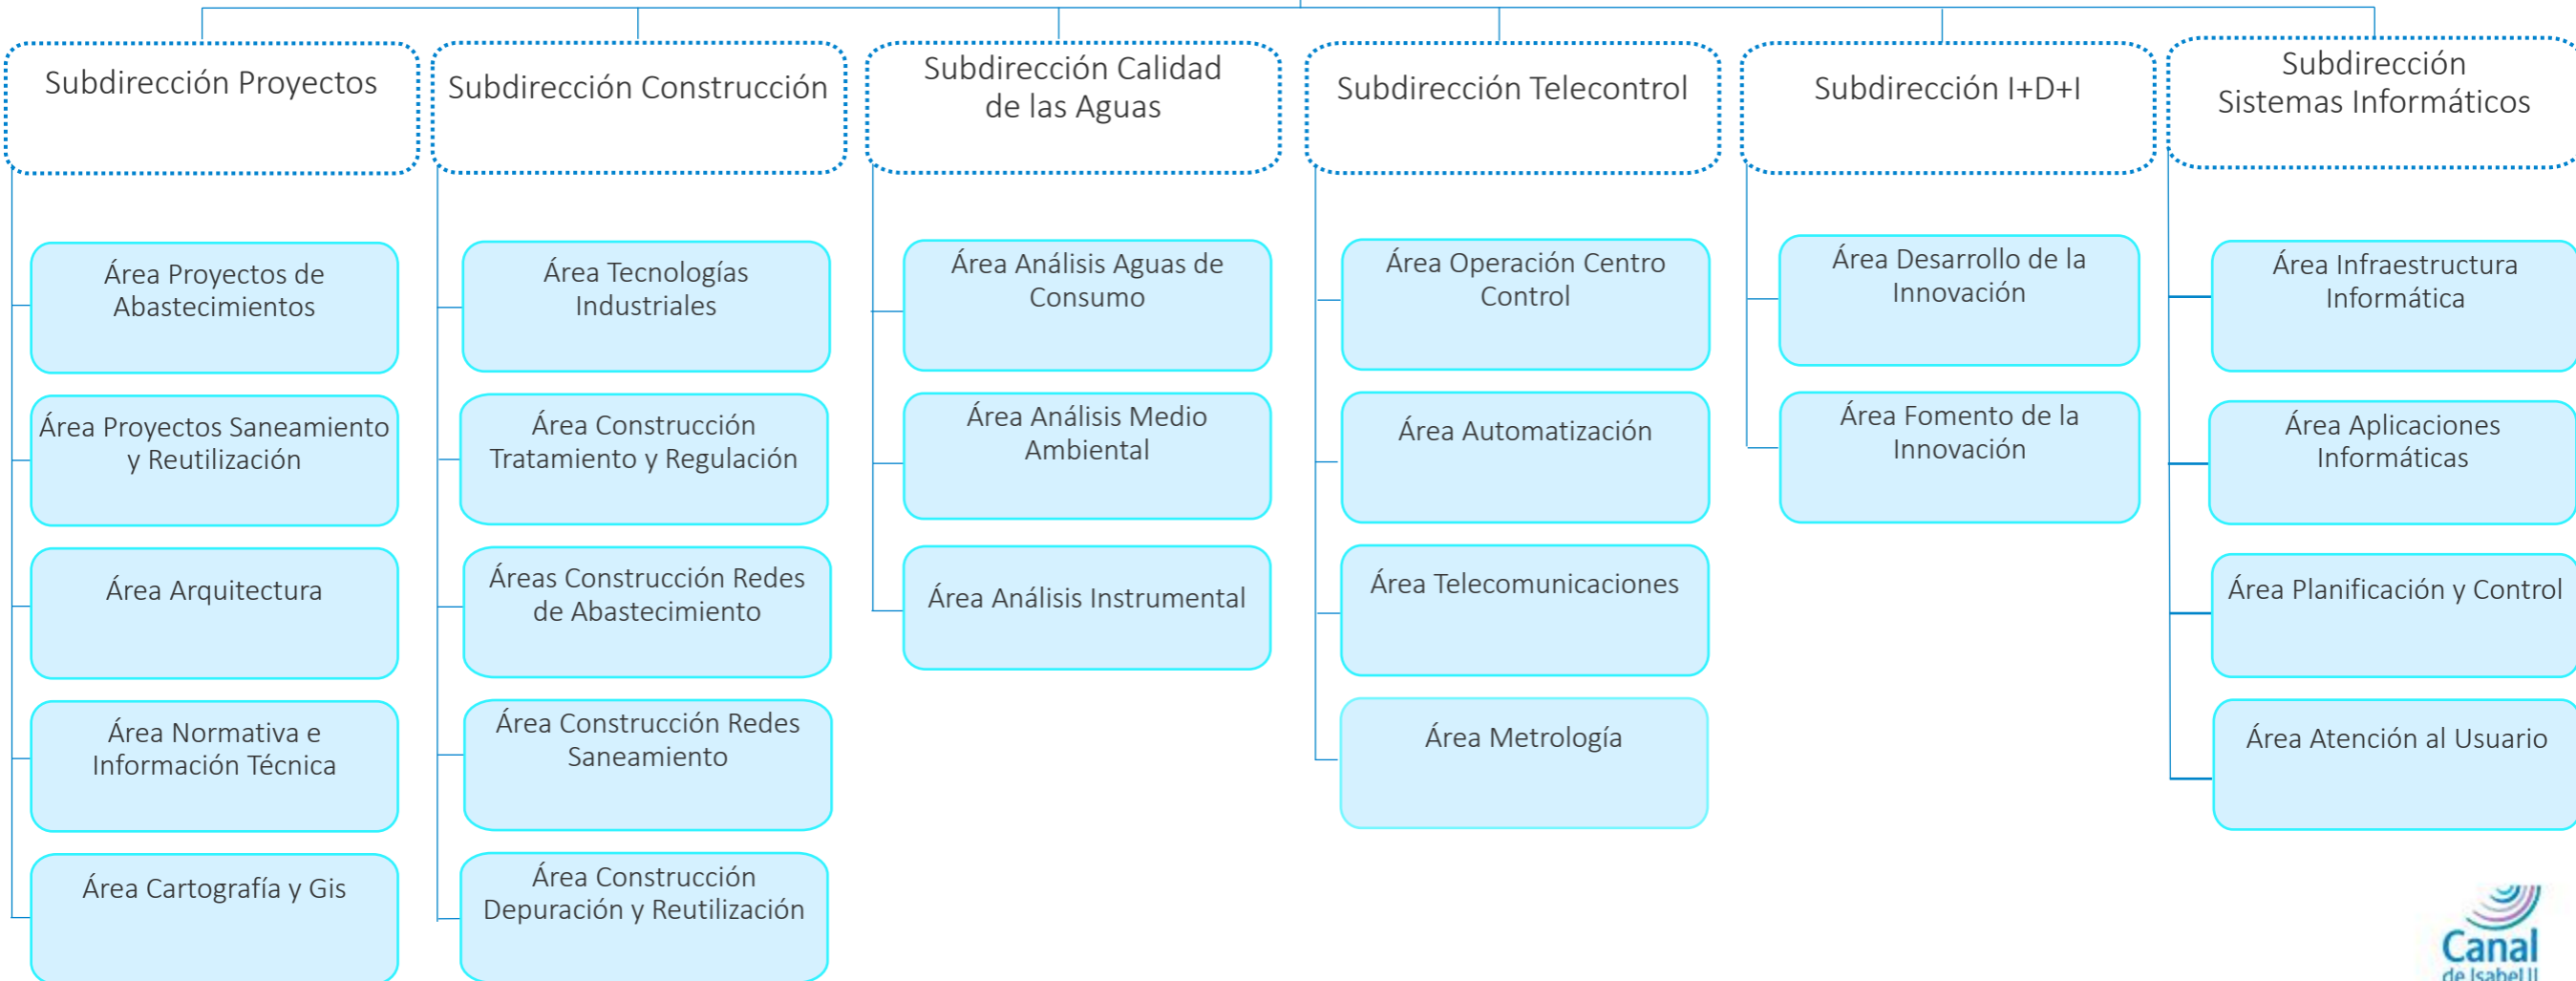 Subdirección Proyectos
Área Proyectos de
Abastecimientos
Área Proyectos Saneamiento
y Reutilización
Área Arquitectura
Área Normativa e
Información Técnica
Área Cartografía y Gis
Subdirección Construcción
Área Tecnologías
Industriales
Área Construcción
Tratamiento y Regulación
Áreas Construcción Redes
de Abastecimiento
Área Construcción Redes
Saneamiento
Área Construcción
Depuración y Reutilización
Subdirección Calidad
de las Aguas
Área Análisis Aguas de
Consumo
Área Análisis Medio
Ambiental
Área Análisis Instrumental
Subdirección Telecontrol
Área Operación Centro
Control
Área Automatización
Área Telecomunicaciones
Área Metrología
Subdirección I+D+I
Área Desarrollo de la
Innovación
Área Fomento de la
Innovación
Subdirección
Sistemas Informáticos
Área Infraestructura
Informática
Área Aplicaciones
Informáticas
Área Planificación y Control
Área Atención al Usuario
Canal
de Isabel II